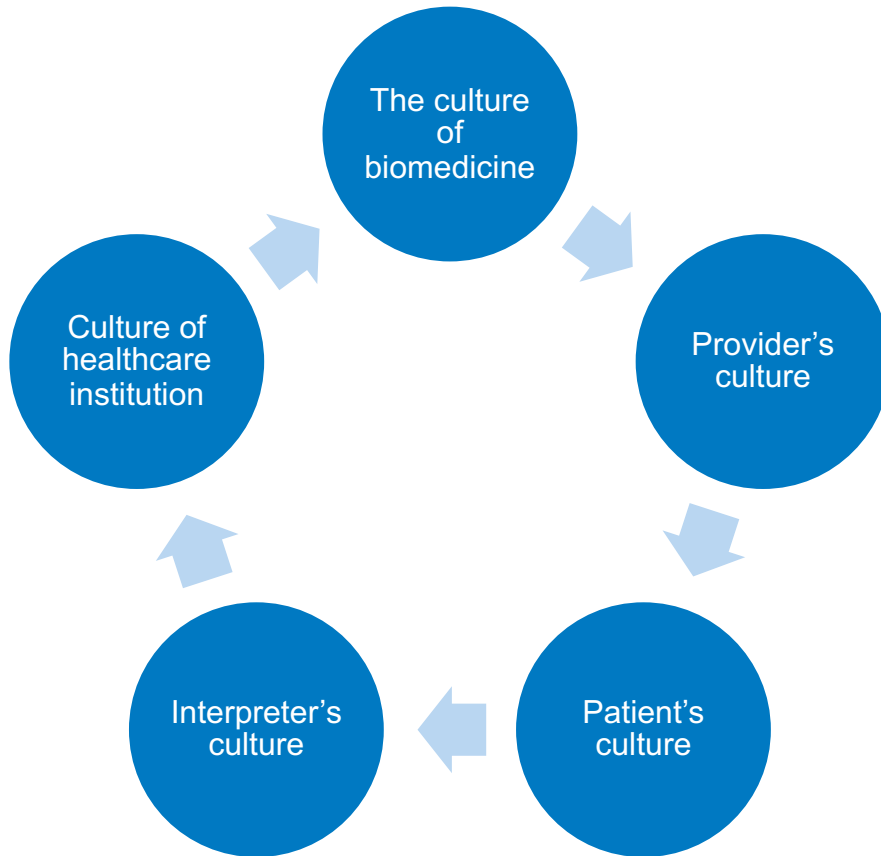 The culture
of
biomedicine
Provider’s
culture
Patient’s
culture
Interpreter’s
culture
Culture of
healthcare
institution